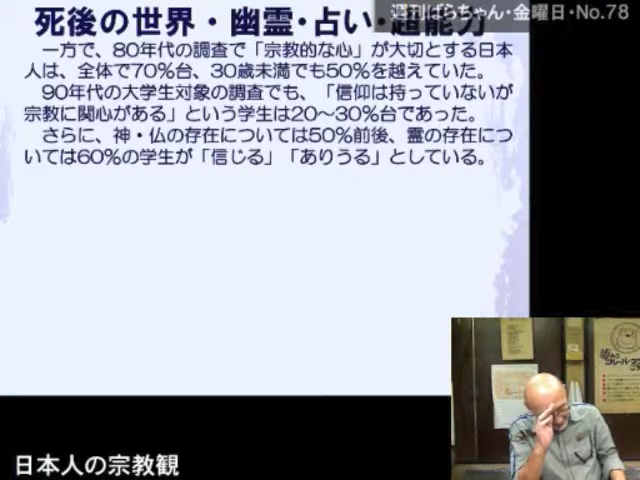 週刊ばらちゃん・金曜日・No.78
死後の世界・幽霊・占い・超能力
一方で、80年代の調査で「宗教的な心」が大切とする日本
人は、全体で70%台、30歳未満でも50%を越えていた。
90年代の大学生対象の調査でも、「信仰は持っていないが
宗教に関心がある」という学生は20〜30%台であった。
さらに、神・仏の存在については50%前後、霊の存在につ
いては60%の学生が「信じる」「ありうる」としている。
日本人の宗教観